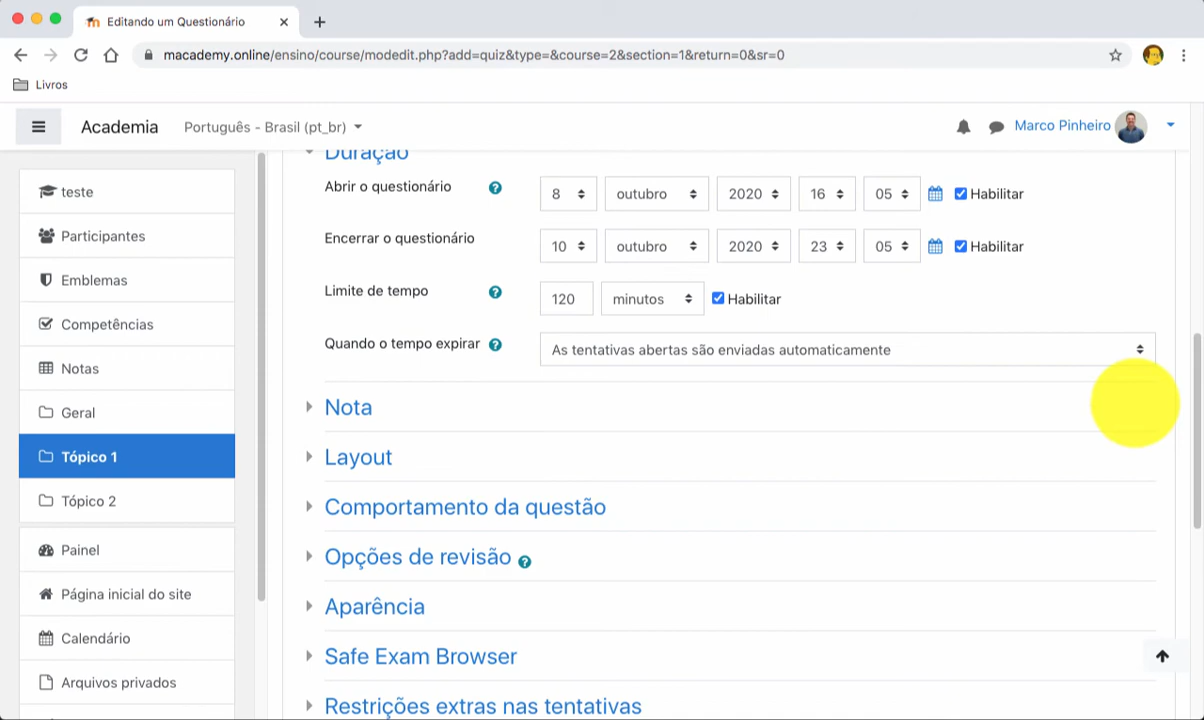 Editando um Questionário
macademy.online/ensino/course/modedit.php?add=quiz&type=&course=2&section=1&return=0&sr=0
Livros
Academia Português - Brasil (pt_br) Marco Pinheiro
teste
Participantes
Emblemas
Competências
Notas
Geral
Tópico 1
Tópico 2
Painel
Página inicial do site
Calendário
Arquivos privados
Duração
Abrir o questionário 8 outubro 2020 16 05 Habilitar
Encerrar o questionário 10 outubro 2020 23 05 Habilitar
Limite de tempo 120 minutos Habilitar
Quando o tempo expirar As tentativas abertas são enviadas automaticamente
Nota
Layout
Comportamento da questão
Opções de revisão
Aparência
Safe Exam Browser
Restrições extras nas tentativas